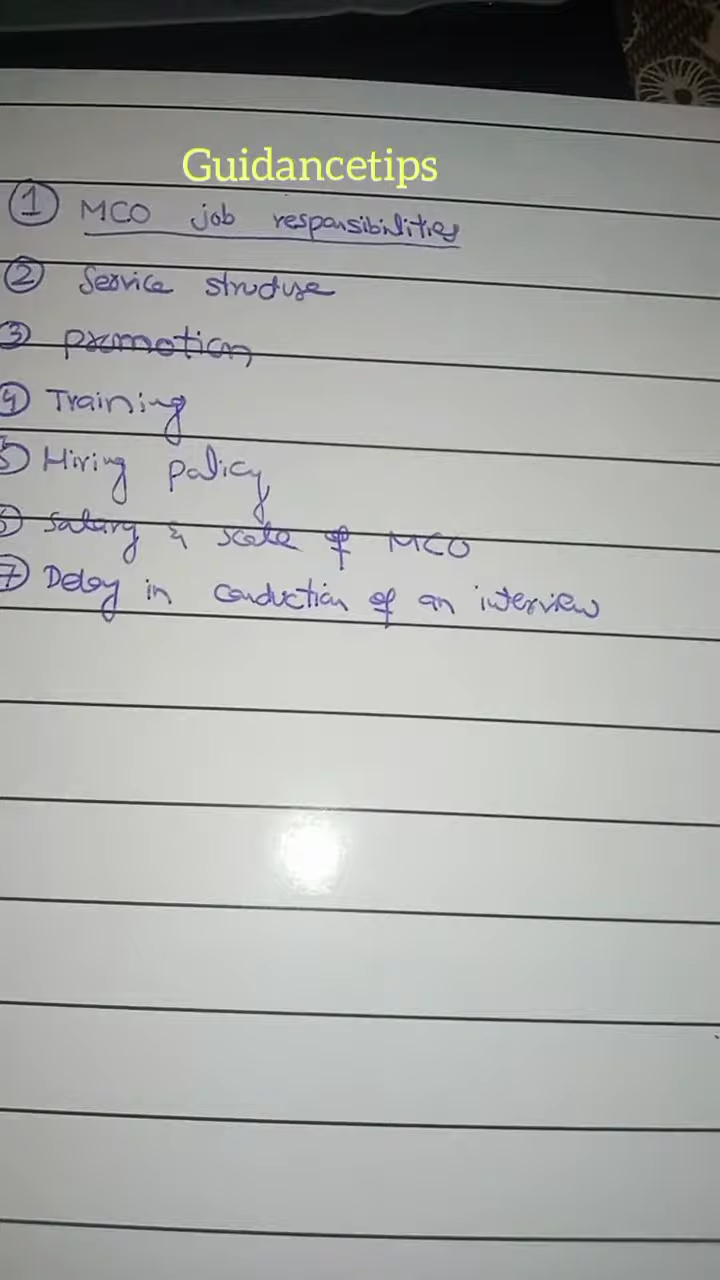 Guidancetips
① MCO job responsibilities
② Service structure
③ promotion
④ Training
⑤ Hiring policy
⑥ Salary & scale of MCO
⑦ Delay in conduction of an interview